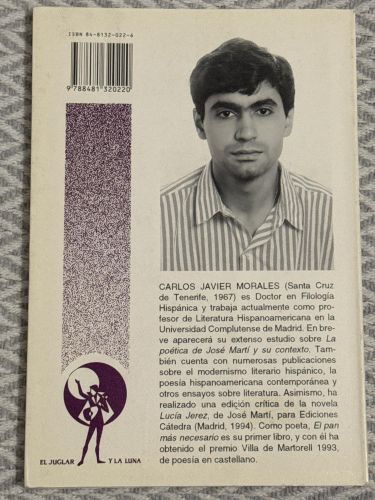 ISBN 84-8132-022-6
9 788481 320220
CARLOS JAVIER MORALES (Santa Cruz
de Tenerife, 1967) es Doctor en Filología
Hispánica y trabaja actualmente como pro-
fesor de Literatura Hispanoamericana en la
Universidad Complutense de Madrid. En bre-
ve aparecerá su extenso estudio sobre La
poética de José Martí y su contexto. Tam-
bién cuenta con numerosas publicaciones
sobre el modernismo literario hispánico, la
poesía hispanoamericana contemporánea y
otros ensayos sobre literatura. Asimismo, ha
realizado una edición crítica de la novela
Lucía Jerez, de José Martí, para Ediciones
Cátedra (Madrid, 1994). Como poeta, El pan
más necesario es su primer libro, y con él ha
obtenido el premio Villa de Martorell 1993,
de poesía en castellano.
EL JUGLAR Y LA LUNA